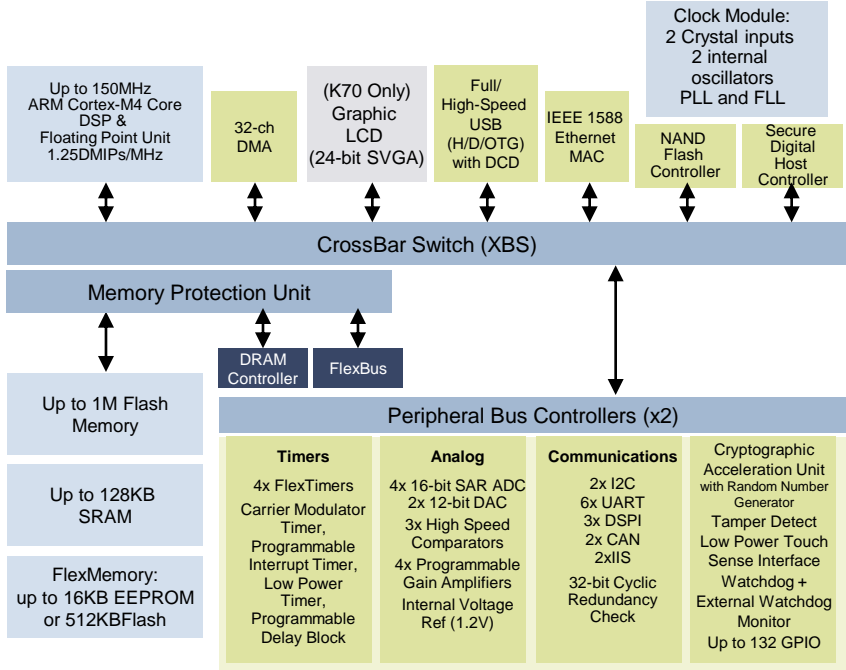 Clock Module:
2 Crystal inputs
2 internal
oscillators
PLL and FLL
Up to 150MHz
ARM Cortex-M4 Core
DSP &
Floating Point Unit
1.25DMIPs/MHz
32-ch
DMA
(K70 Only)
Graphic
LCD
(24-bit SVGA)
Full/
High-Speed
USB
(H/D/OTG)
with DCD
IEEE 1588
Ethernet
MAC
NAND
Flash
Controller
Secure
Digital
Host
Controller
CrossBar Switch (XBS)
Memory Protection Unit
DRAM
Controller
FlexBus
Up to 1M Flash
Memory
Up to 128KB
SRAM
FlexMemory:
up to 16KB EEPROM
or 512KBFlash
Peripheral Bus Controllers (x2)
Timers
4x FlexTimers
Carrier Modulator
Timer,
Programmable
Interrupt Timer,
Low Power
Timer,
Programmable
Delay Block
Analog
4x 16-bit SAR ADC
2x 12-bit DAC
3x High Speed
Comparators
4x Programmable
Gain Amplifiers
Internal Voltage
Ref (1.2V)
Communications
2x I2C
6x UART
3x DSPI
2x CAN
2xIIS
32-bit Cyclic
Redundancy
Check
Cryptographic
Acceleration Unit
with Random Number
Generator
Tamper Detect
Low Power Touch
Sense Interface
Watchdog +
External Watchdog
Monitor
Up to 132 GPIO